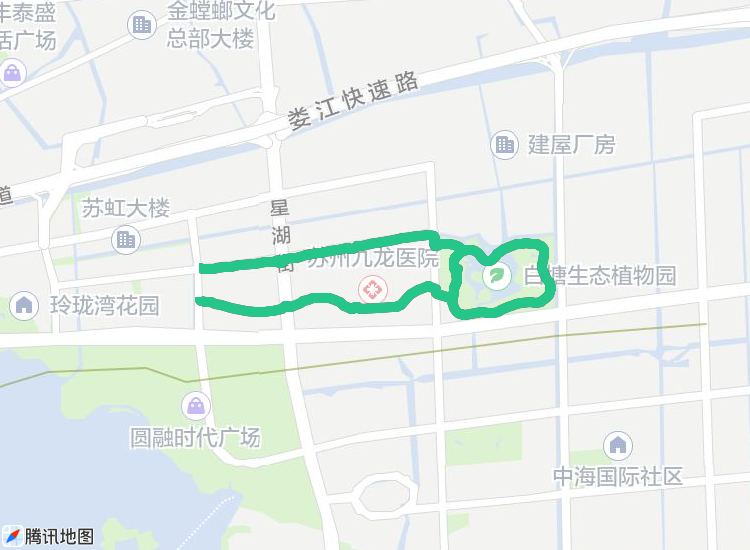 金螳螂文化
总部大楼
丰泰盛
活广场
娄江快速路
建屋厂房
道
苏虹大楼
星湖街
苏州九龙医院
白塘生态植物园
玲珑湾花园
圆融时代广场
中海国际社区
腾讯地图